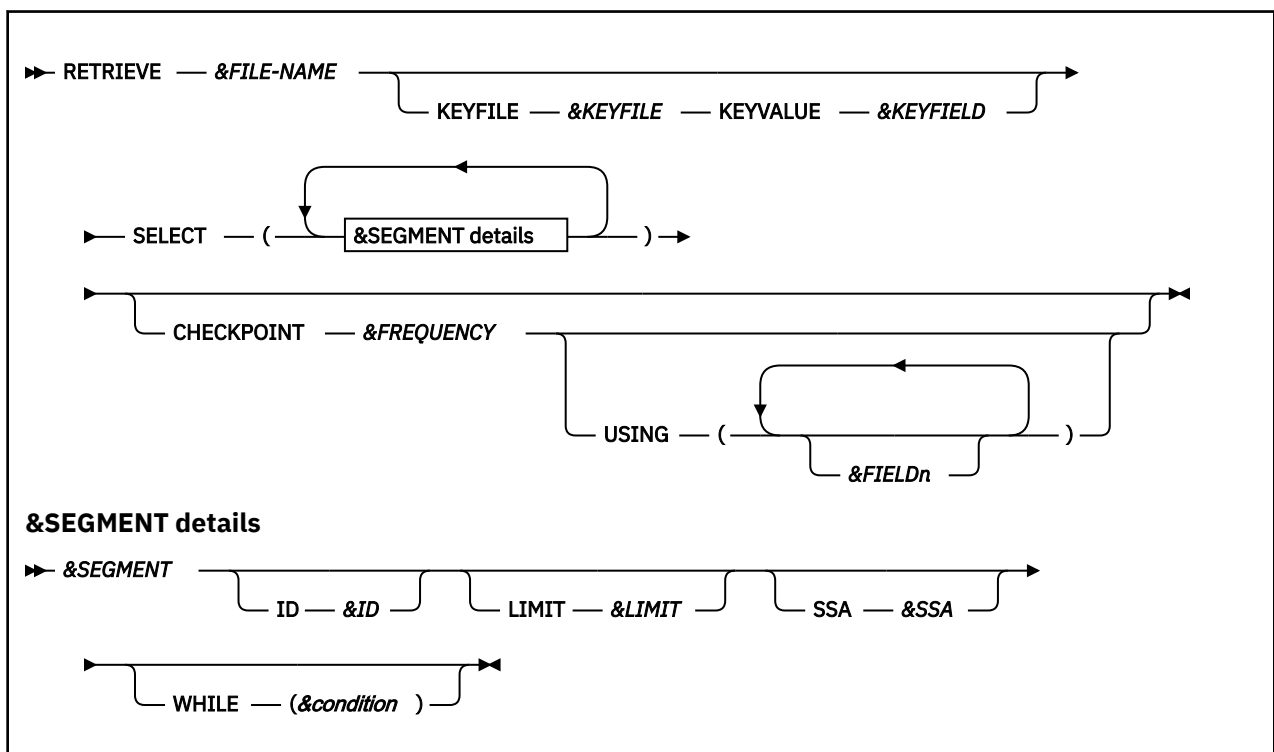 RETRIEVE &FILE-NAME
KEYFILE &KEYFILE KEYVALUE &KEYFIELD
SELECT ( &SEGMENT details )
CHECKPOINT &FREQUENCY
USING ( )
&FIELDn
&SEGMENT details
&SEGMENT
ID &ID LIMIT &LIMIT SSA &SSA
WHILE (&condition )